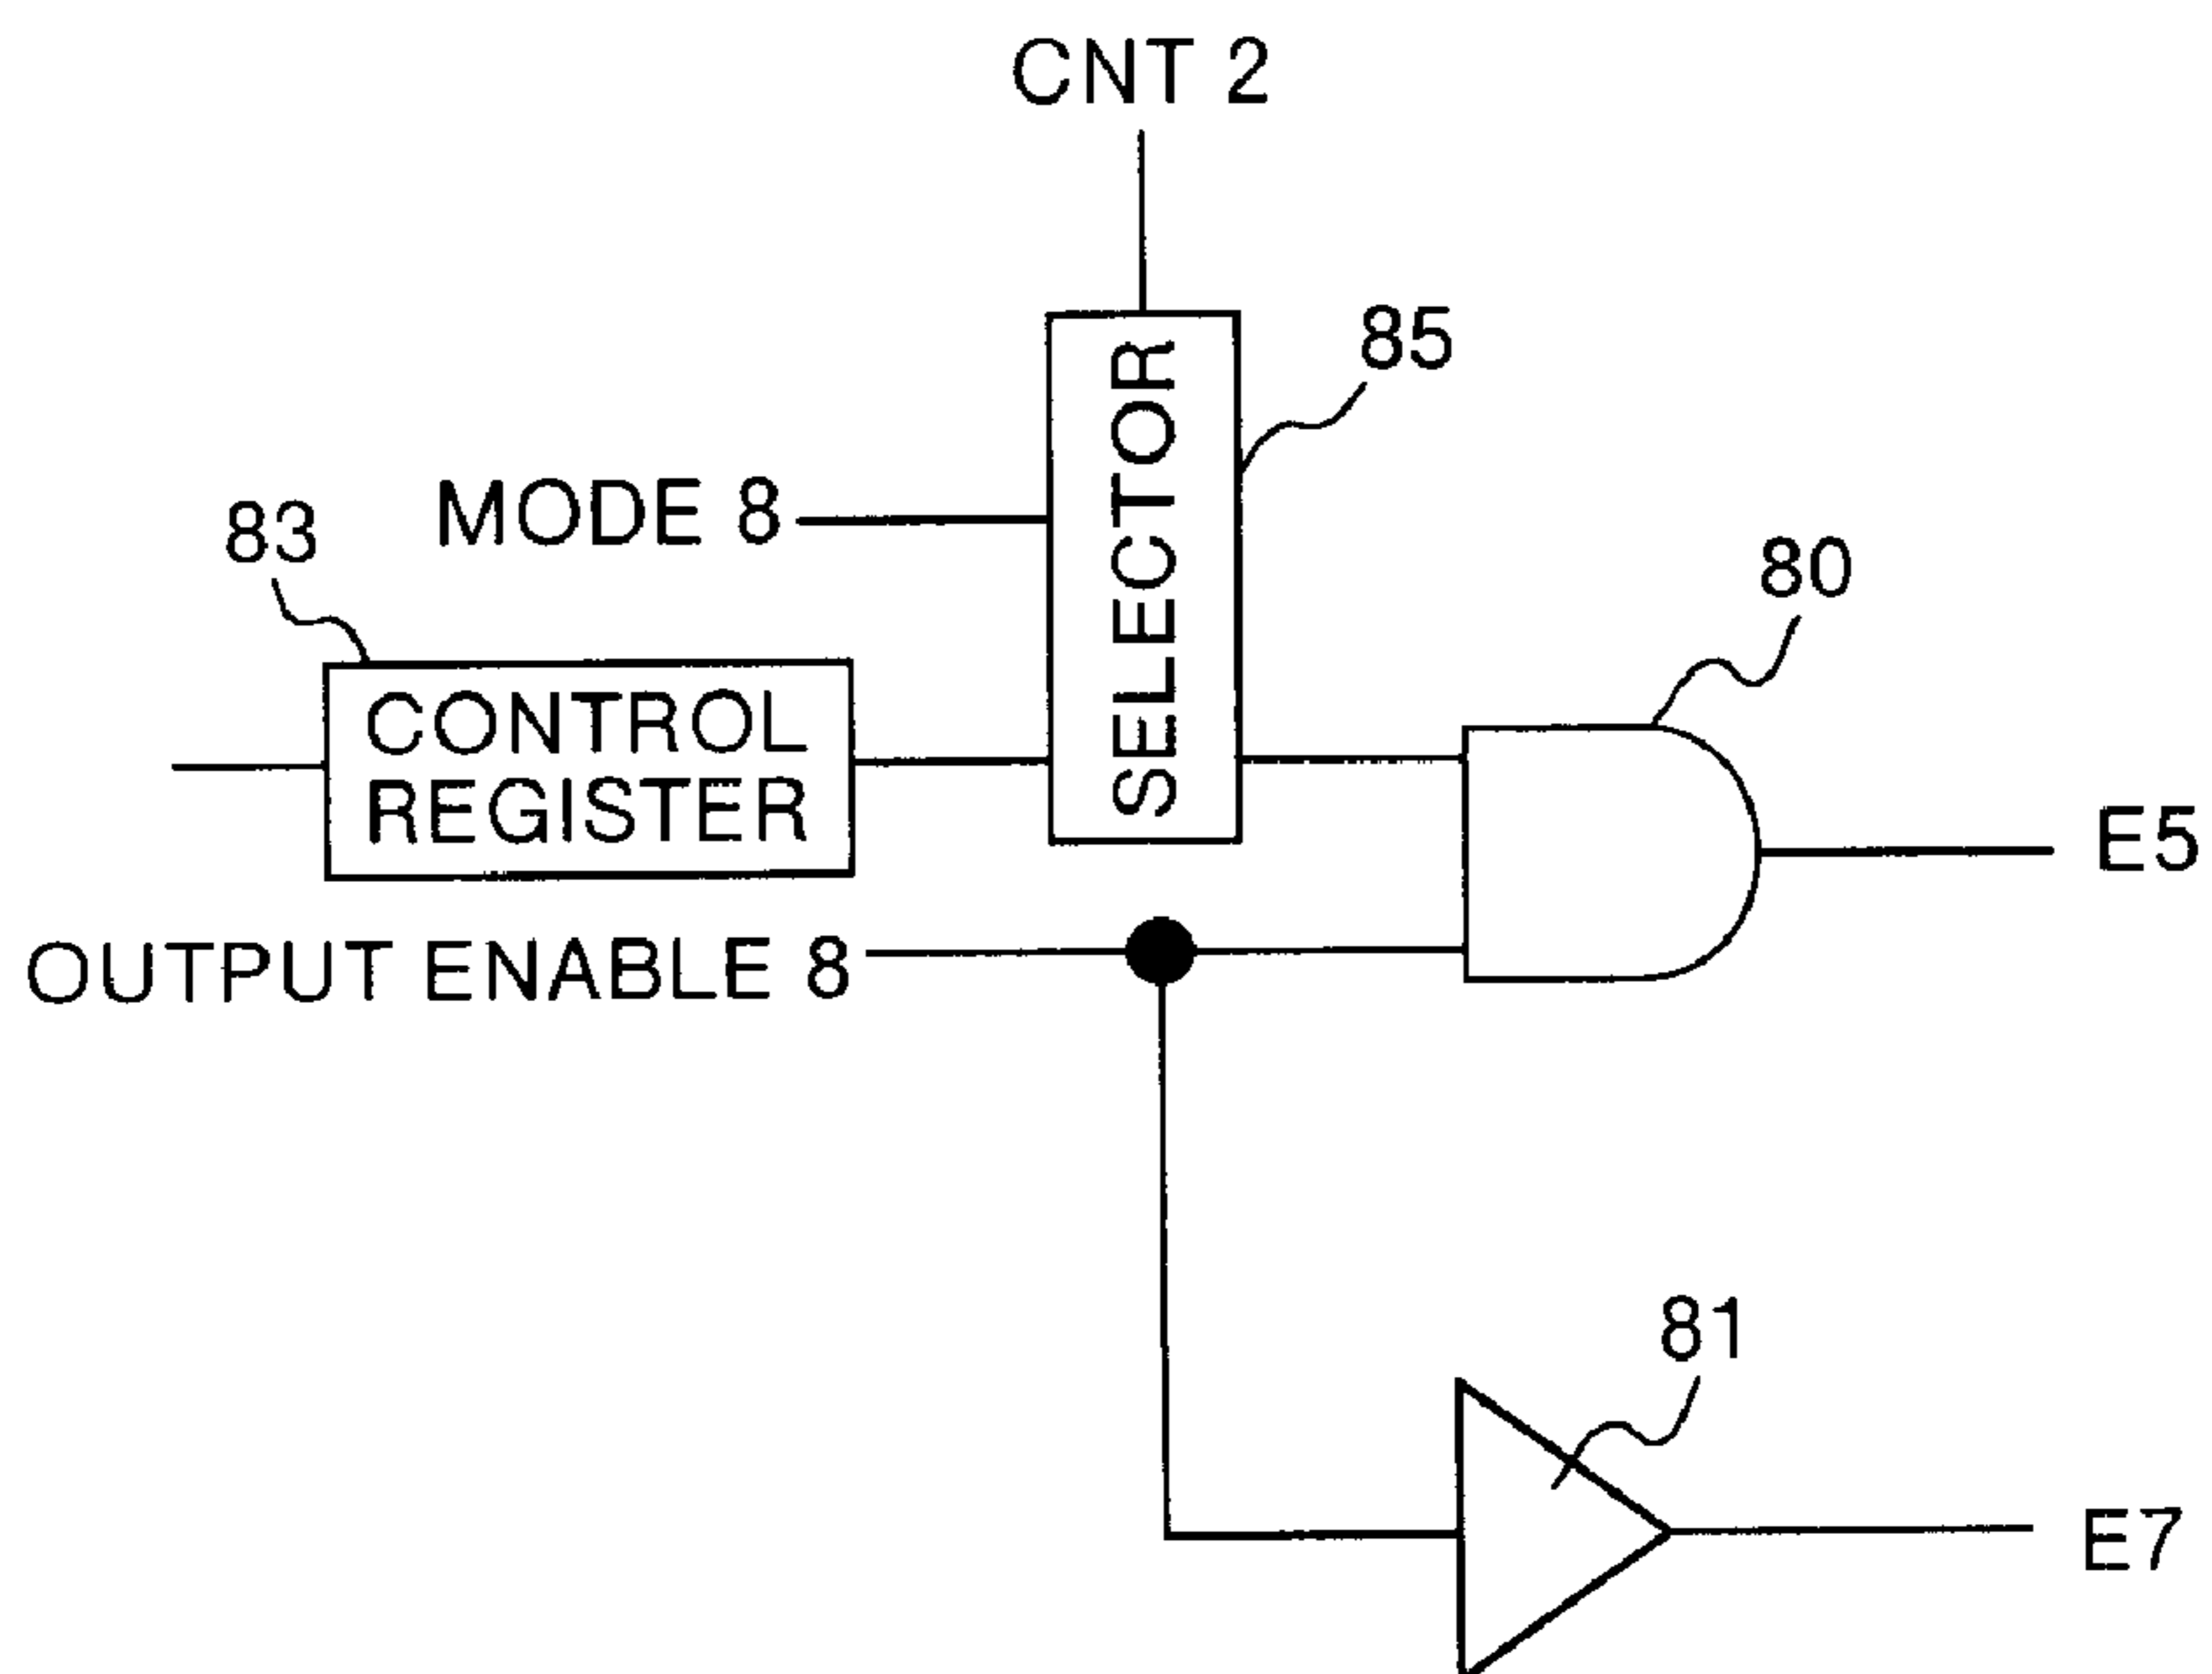 CNT 2
85
SELECTOR
MODE 8
83
80
CONTROL
REGISTER
E5
OUTPUT ENABLE 8
81
E7